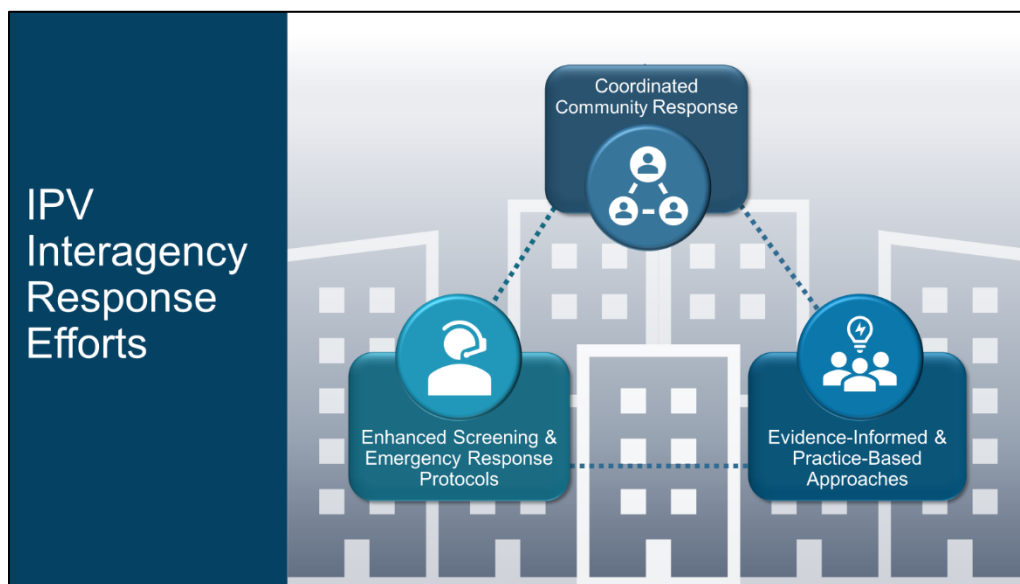 IPV
Interagency
Response
Efforts
Coordinated
Community Response
Enhanced Screening &
Emergency Response
Protocols
Evidence-Informed &
Practice-Based
Approaches